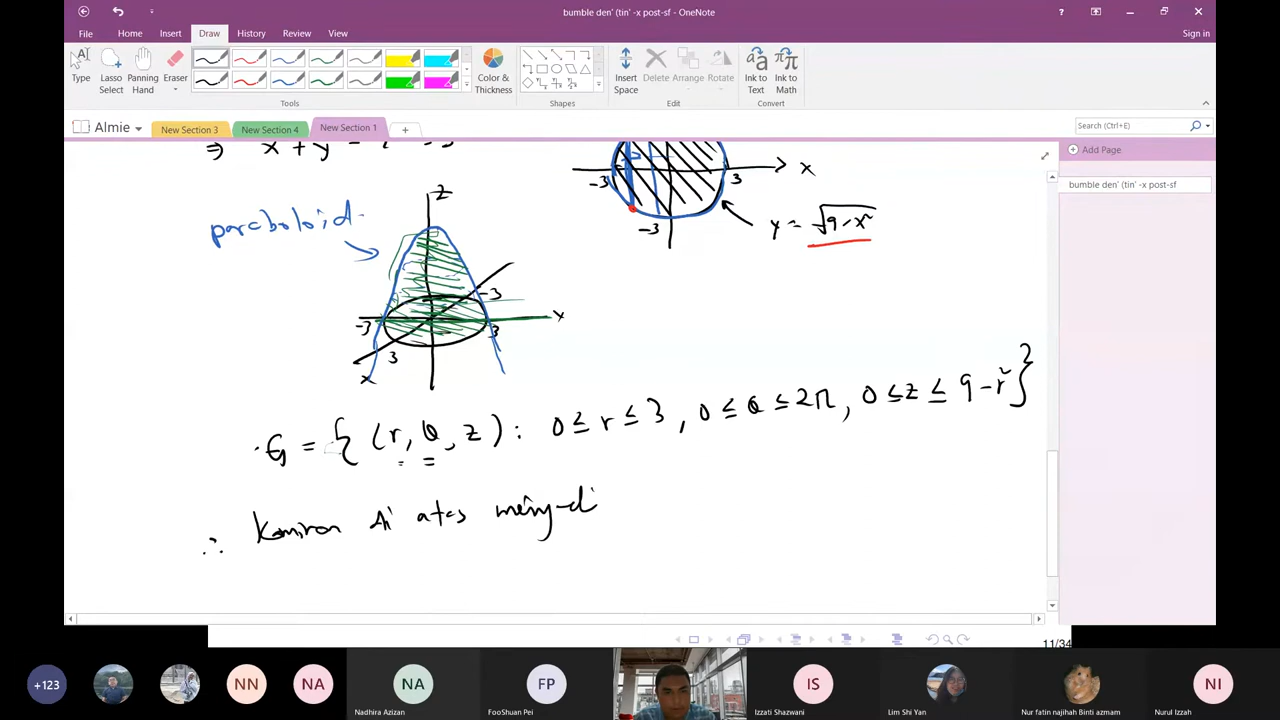 bumble den' (tin' -x post-sf - OneNote
File Home Insert Draw History Review View Sign in
Type Lasso Select Panning Hand Eraser Color & Thickness Insert Space Delete Arrange Rotate Ink to Text Ink to Math
Tools Shapes Edit Convert
Almie New Section 3 New Section 4 New Section 1 + Search (Ctrl+E)
Add Page
bumble den' (tin' -x post-sf
⇒ x + y
-3 3 x
y = √9-x²
-3
z
paraboloid
-3
-3 3 x
3
x
G = { (r, θ, z) : 0 ≤ r ≤ 3, 0 ≤ θ ≤ 2π, 0 ≤ z ≤ 9-r² }
∴ Kamiran di atas menj-di
11/34
+123 NN NA NA FP IS NI
Nadhira Azizan FooShuan Pei Izzati Shazwani Lim Shi Yan Nur fatin najihah Binti azmam Nurul Izzah